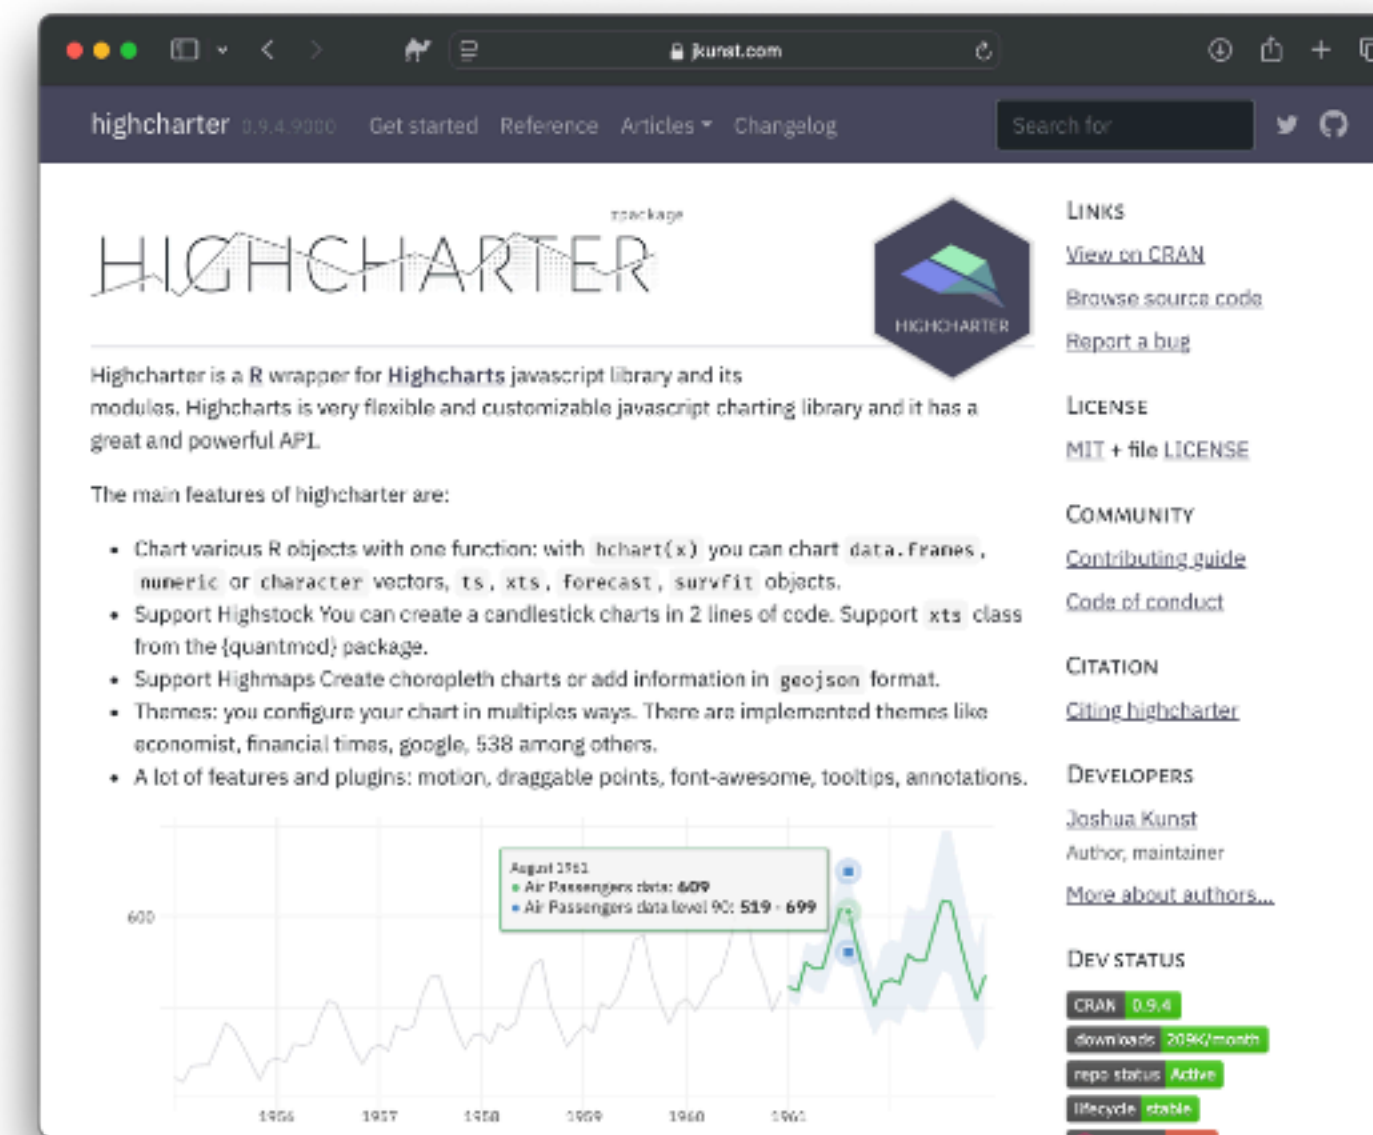 jkunst.com
highcharter 0.9.4.9000 Get started Reference Articles Changelog Search for
rpackage
HIGHCHARTER
HIGHCHARTER
Highcharter is a R wrapper for Highcharts javascript library and its
modules. Highcharts is very flexible and customizable javascript charting library and it has a
great and powerful API.
The main features of highcharter are:
• Chart various R objects with one function: with hchart(x) you can chart data.frames,
numeric or character vectors, ts, xts, forecast, survfit objects.
• Support Highstock You can create a candlestick charts in 2 lines of code. Support xts class
from the {quantmod} package.
• Support Highmaps Create choropleth charts or add information in geojson format.
• Themes: you configure your chart in multiples ways. There are implemented themes like
economist, financial times, google, 538 among others.
• A lot of features and plugins: motion, draggable points, font-awesome, tooltips, annotations.
August 1961
• Air Passengers data: 609
• Air Passengers data level 90: 519 - 699
600
1956 1957 1958 1959 1960 1961
LINKS
View on CRAN
Browse source code
Report a bug
LICENSE
MIT + file LICENSE
COMMUNITY
Contributing guide
Code of conduct
CITATION
Citing highcharter
DEVELOPERS
Joshua Kunst
Author, maintainer
More about authors...
DEV STATUS
CRAN 0.9.4
downloads 209K/month
repo status Active
lifecycle stable